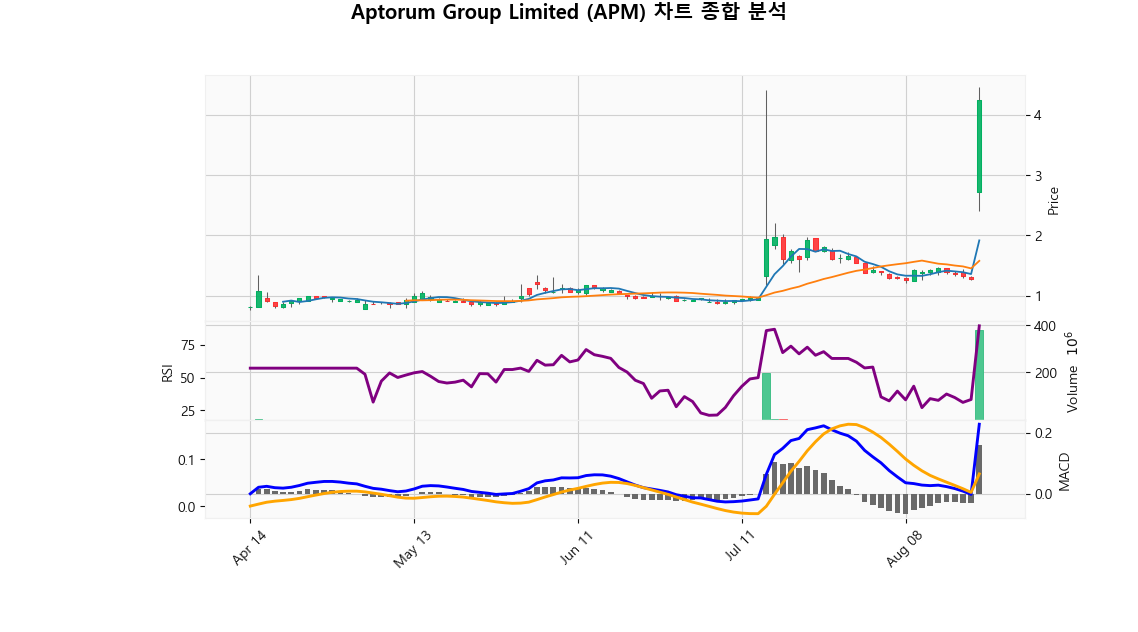 Aptorum Group Limited (APM) 차트 종합 분석
4
3
2
1
Price
75
50
25
RSI
400
200
Volume 10⁶
0.1
0.0
0.2
0.0
MACD
Apr 14
May 13
Jun 11
Jul 11
Aug 08